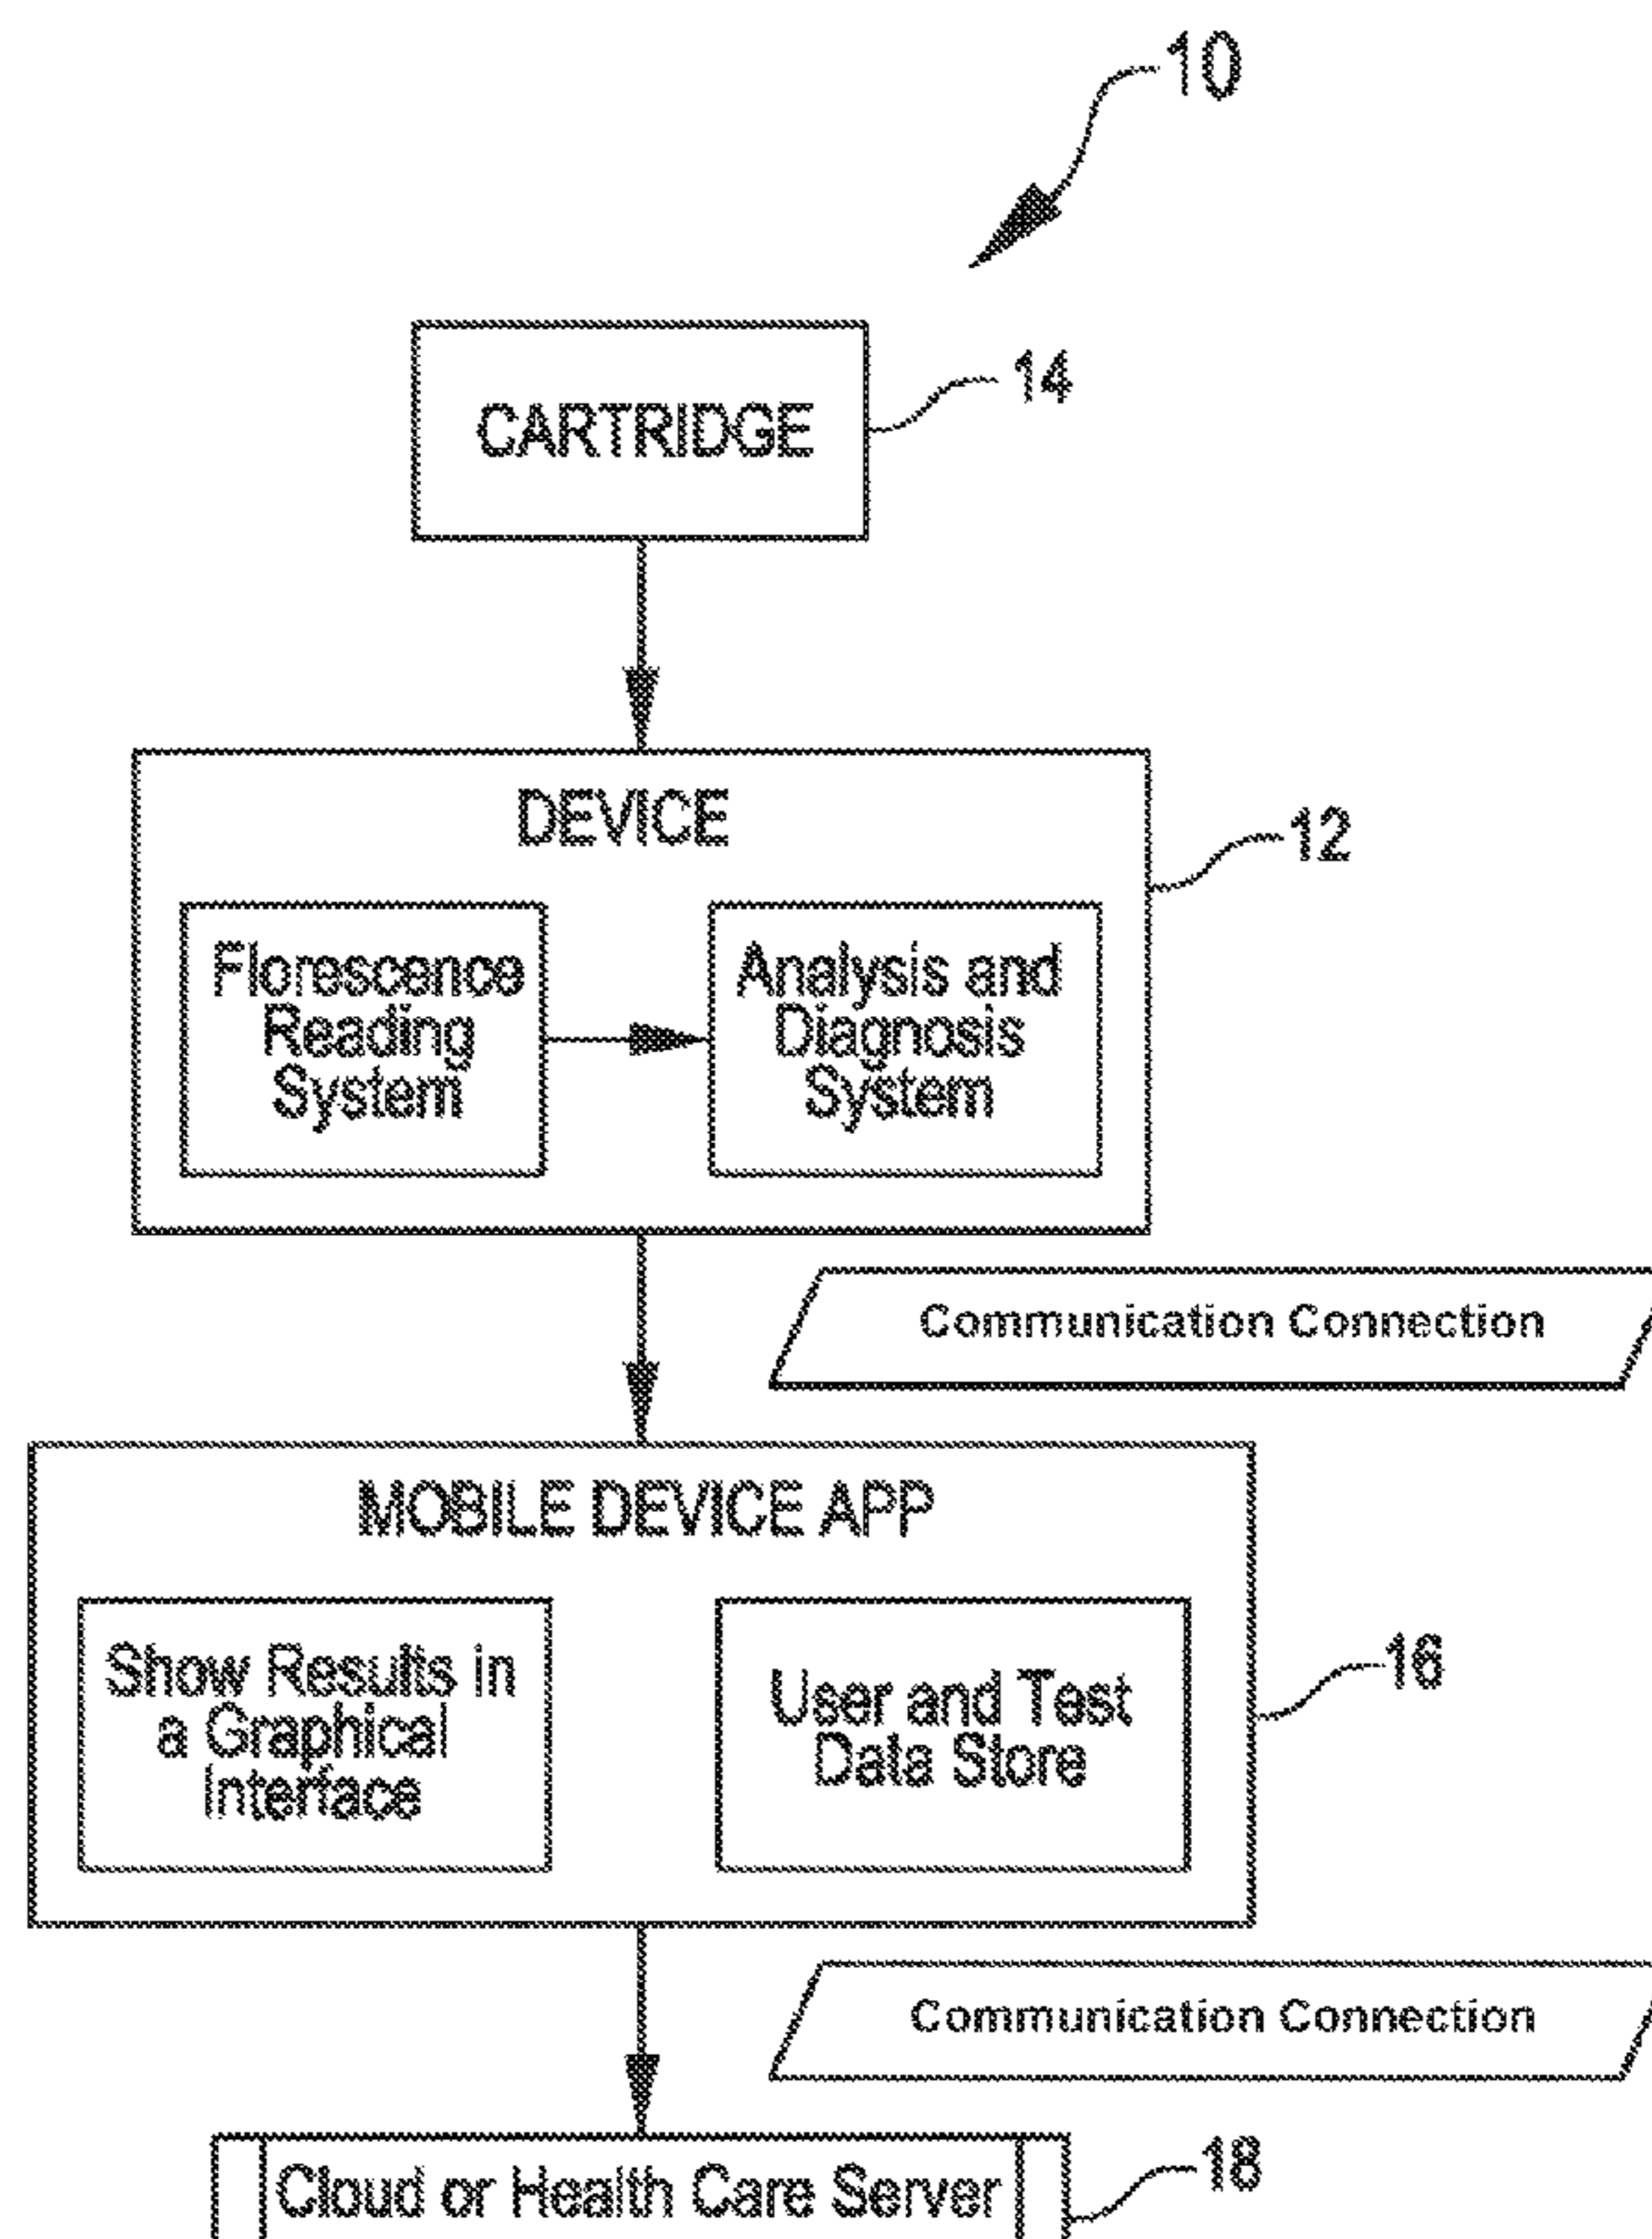 10
CARTRIDGE
14
DEVICE
12
Florescence
Reading
System
Analysis and
Diagnosis
System
Communication Connection
MOBILE DEVICE APP
Show Results in
a Graphical
Interface
User and Test
Data Store
16
Communication Connection
Cloud or Health Care Server
18